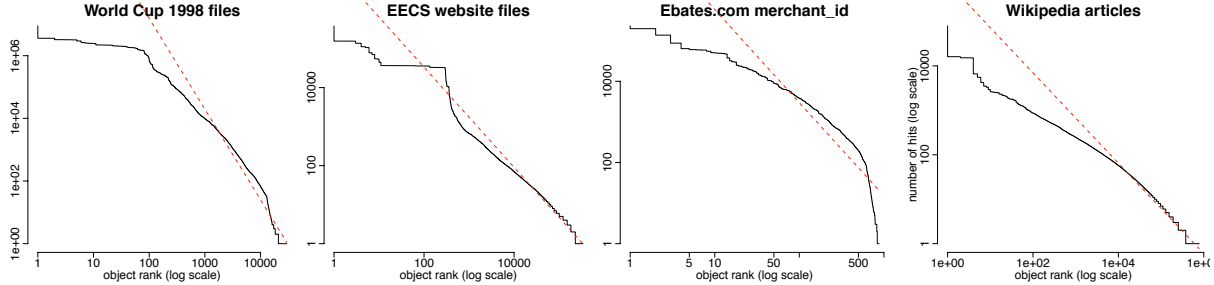 World Cup 1998 files
1e+06
1e+04
1e+02
1e+00
1 10 100 1000 10000
object rank (log scale)
EECS website files
10000
100
1
1 100 10000
object rank (log scale)
Ebates.com merchant_id
10000
100
1
1 5 10 50 500
object rank (log scale)
Wikipedia articles
number of hits (log scale)
10000
100
1
1e+00 1e+02 1e+04 1e+
object rank (log scale)